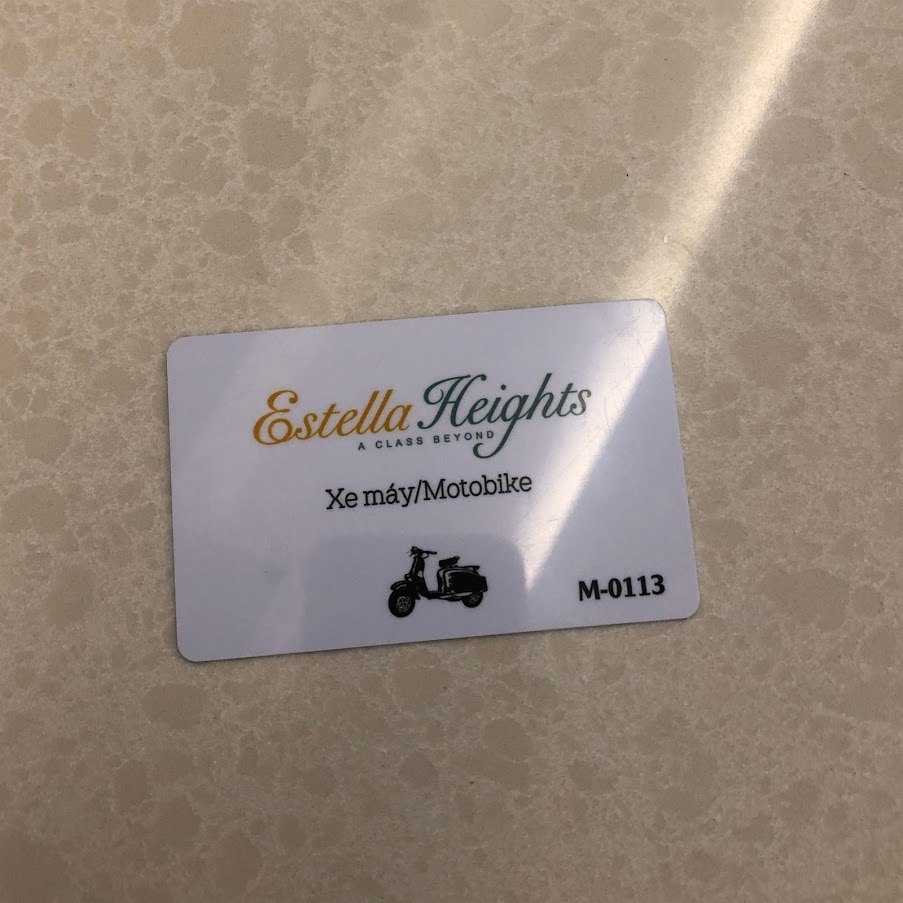 Estella Heights
A CLASS BEYOND
Xe máy/Motobike
M-0113